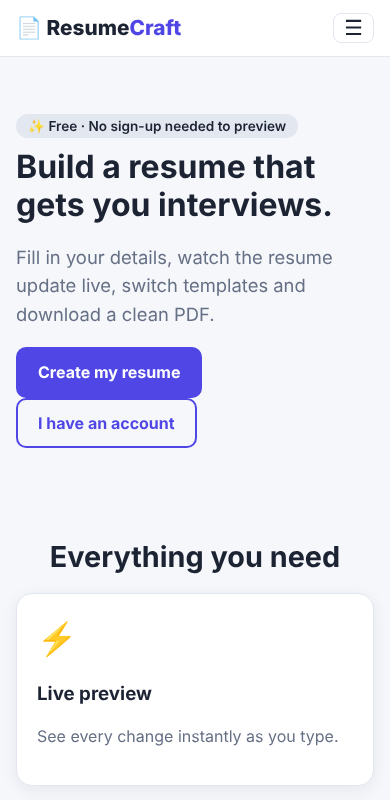 📄 ResumeCraft ☰
✨ Free · No sign-up needed to preview
Build a resume that
gets you interviews.
Fill in your details, watch the resume
update live, switch templates and
download a clean PDF.
Create my resume
I have an account
Everything you need
⚡
Live preview
See every change instantly as you type.